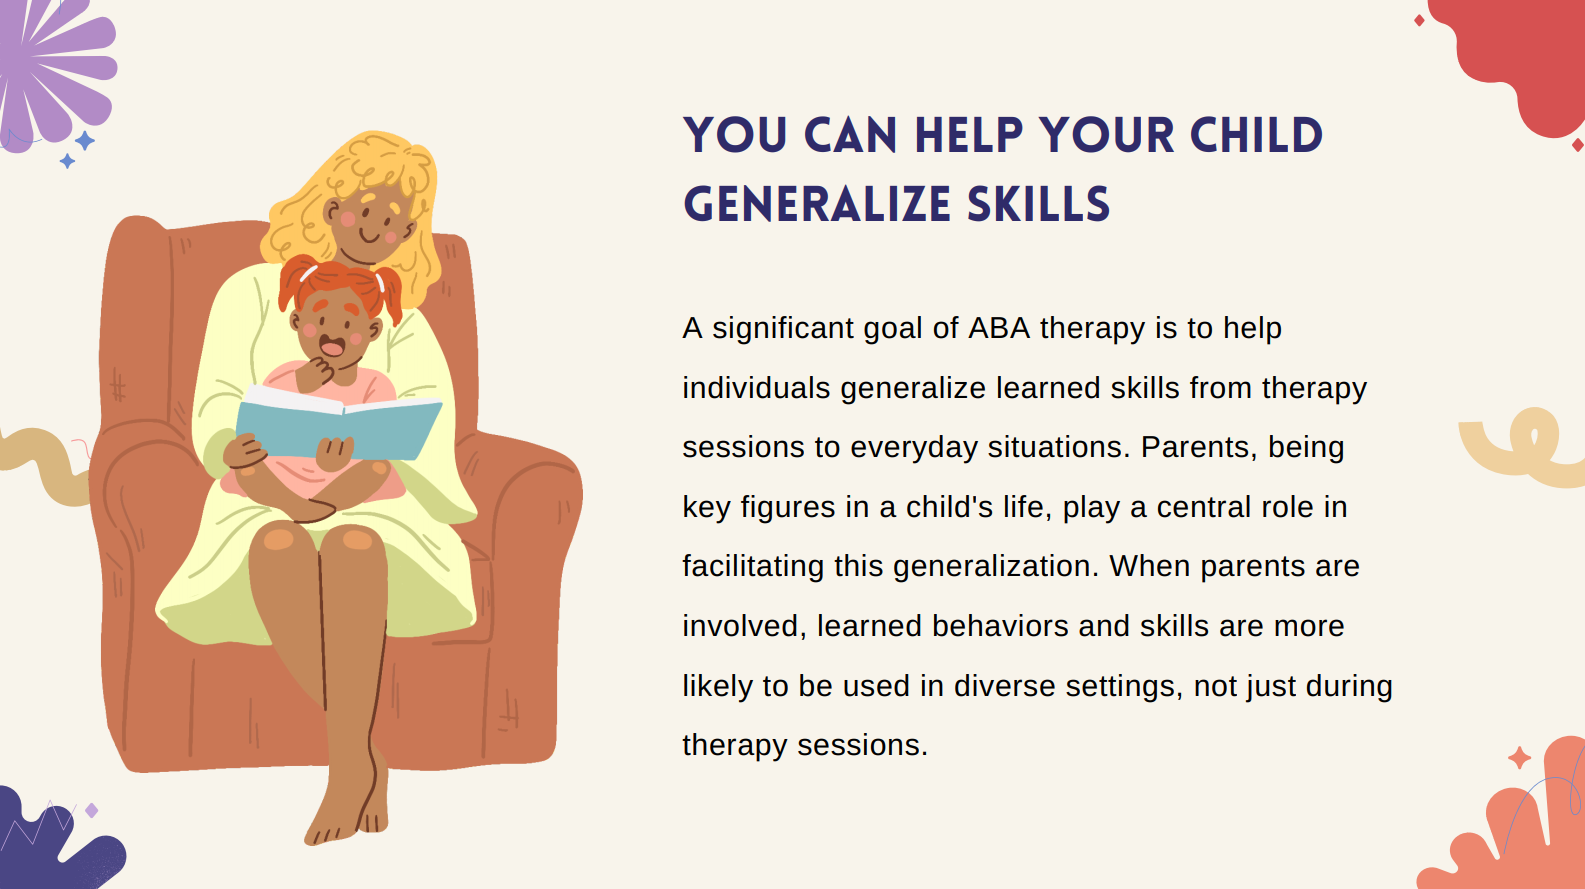 YOU CAN HELP YOUR CHILD
GENERALIZE SKILLS
A significant goal of ABA therapy is to help
individuals generalize learned skills from therapy
sessions to everyday situations. Parents, being
key figures in a child's life, play a central role in
facilitating this generalization. When parents are
involved, learned behaviors and skills are more
likely to be used in diverse settings, not just during
therapy sessions.